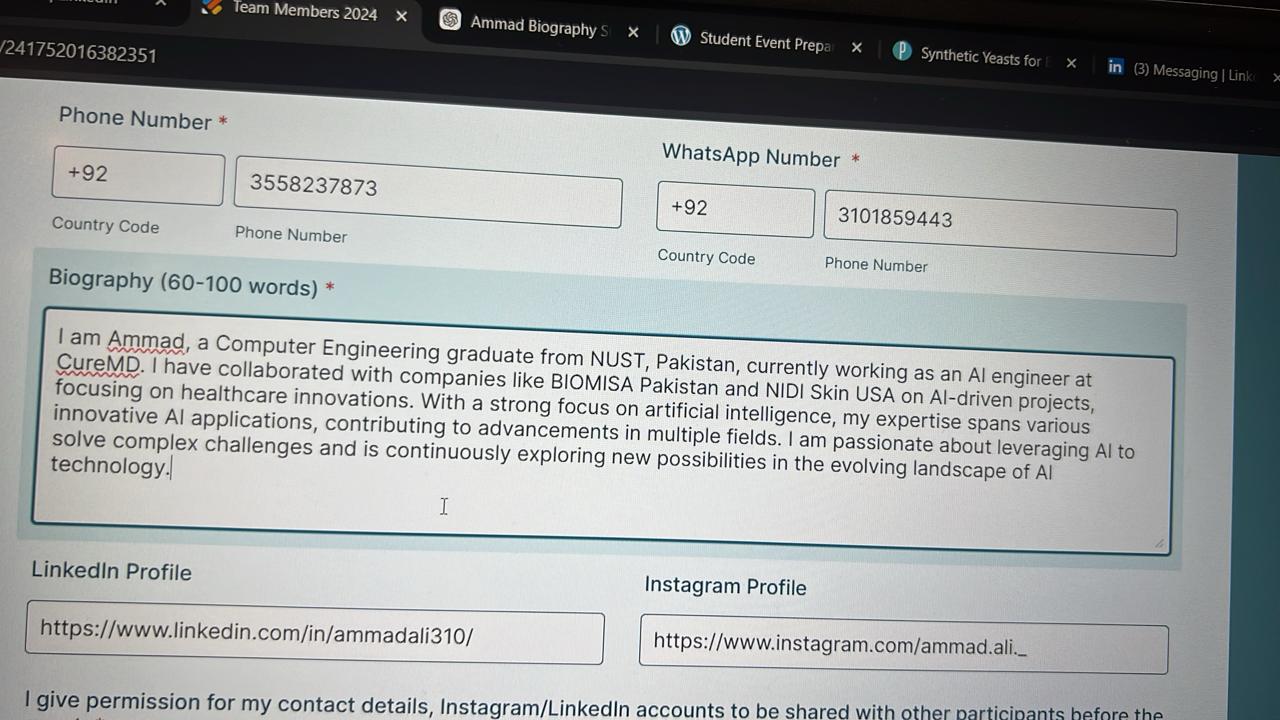 Team Members 2024
Ammad Biography
Student Event Prepa
Synthetic Yeasts for
(3) Messaging | Link
/241752016382351
Phone Number *
WhatsApp Number *
+92
3558237873
+92
3101859443
Country Code
Phone Number
Country Code
Phone Number
Biography (60-100 words) *
I am Ammad, a Computer Engineering graduate from NUST, Pakistan, currently working as an AI engineer at
CureMD. I have collaborated with companies like BIOMISA Pakistan and NIDI Skin USA on AI-driven projects,
focusing on healthcare innovations. With a strong focus on artificial intelligence, my expertise spans various
innovative AI applications, contributing to advancements in multiple fields. I am passionate about leveraging AI to
solve complex challenges and is continuously exploring new possibilities in the evolving landscape of AI
technology.
LinkedIn Profile
Instagram Profile
https://www.linkedin.com/in/ammadali310/
https://www.instagram.com/ammad.ali._
I give permission for my contact details, Instagram/LinkedIn accounts to be shared with other participants before the